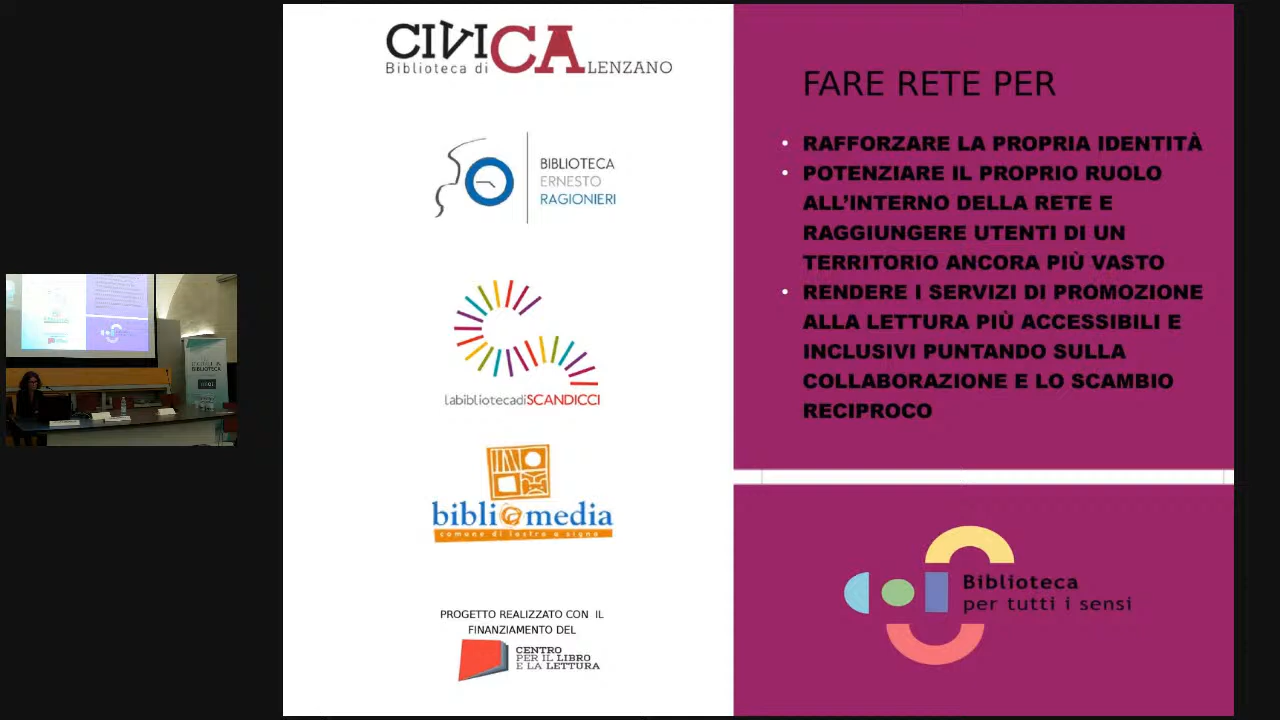 CIVICA
Biblioteca di LENZANO
BIBLIOTECA
ERNESTO
RAGIONIERI
labibliotecadiSCANDICCI
bibli@media
comune di lastra a signa
PROGETTO REALIZZATO CON IL
FINANZIAMENTO DEL
CENTRO
PER IL LIBRO
E LA LETTURA
FARE RETE PER
• RAFFORZARE LA PROPRIA IDENTITÀ
• POTENZIARE IL PROPRIO RUOLO
ALL'INTERNO DELLA RETE E
RAGGIUNGERE UTENTI DI UN
TERRITORIO ANCORA PIÙ VASTO
• RENDERE I SERVIZI DI PROMOZIONE
ALLA LETTURA PIÙ ACCESSIBILI E
INCLUSIVI PUNTANDO SULLA
COLLABORAZIONE E LO SCAMBIO
RECIPROCO
Biblioteca
per tutti i sensi